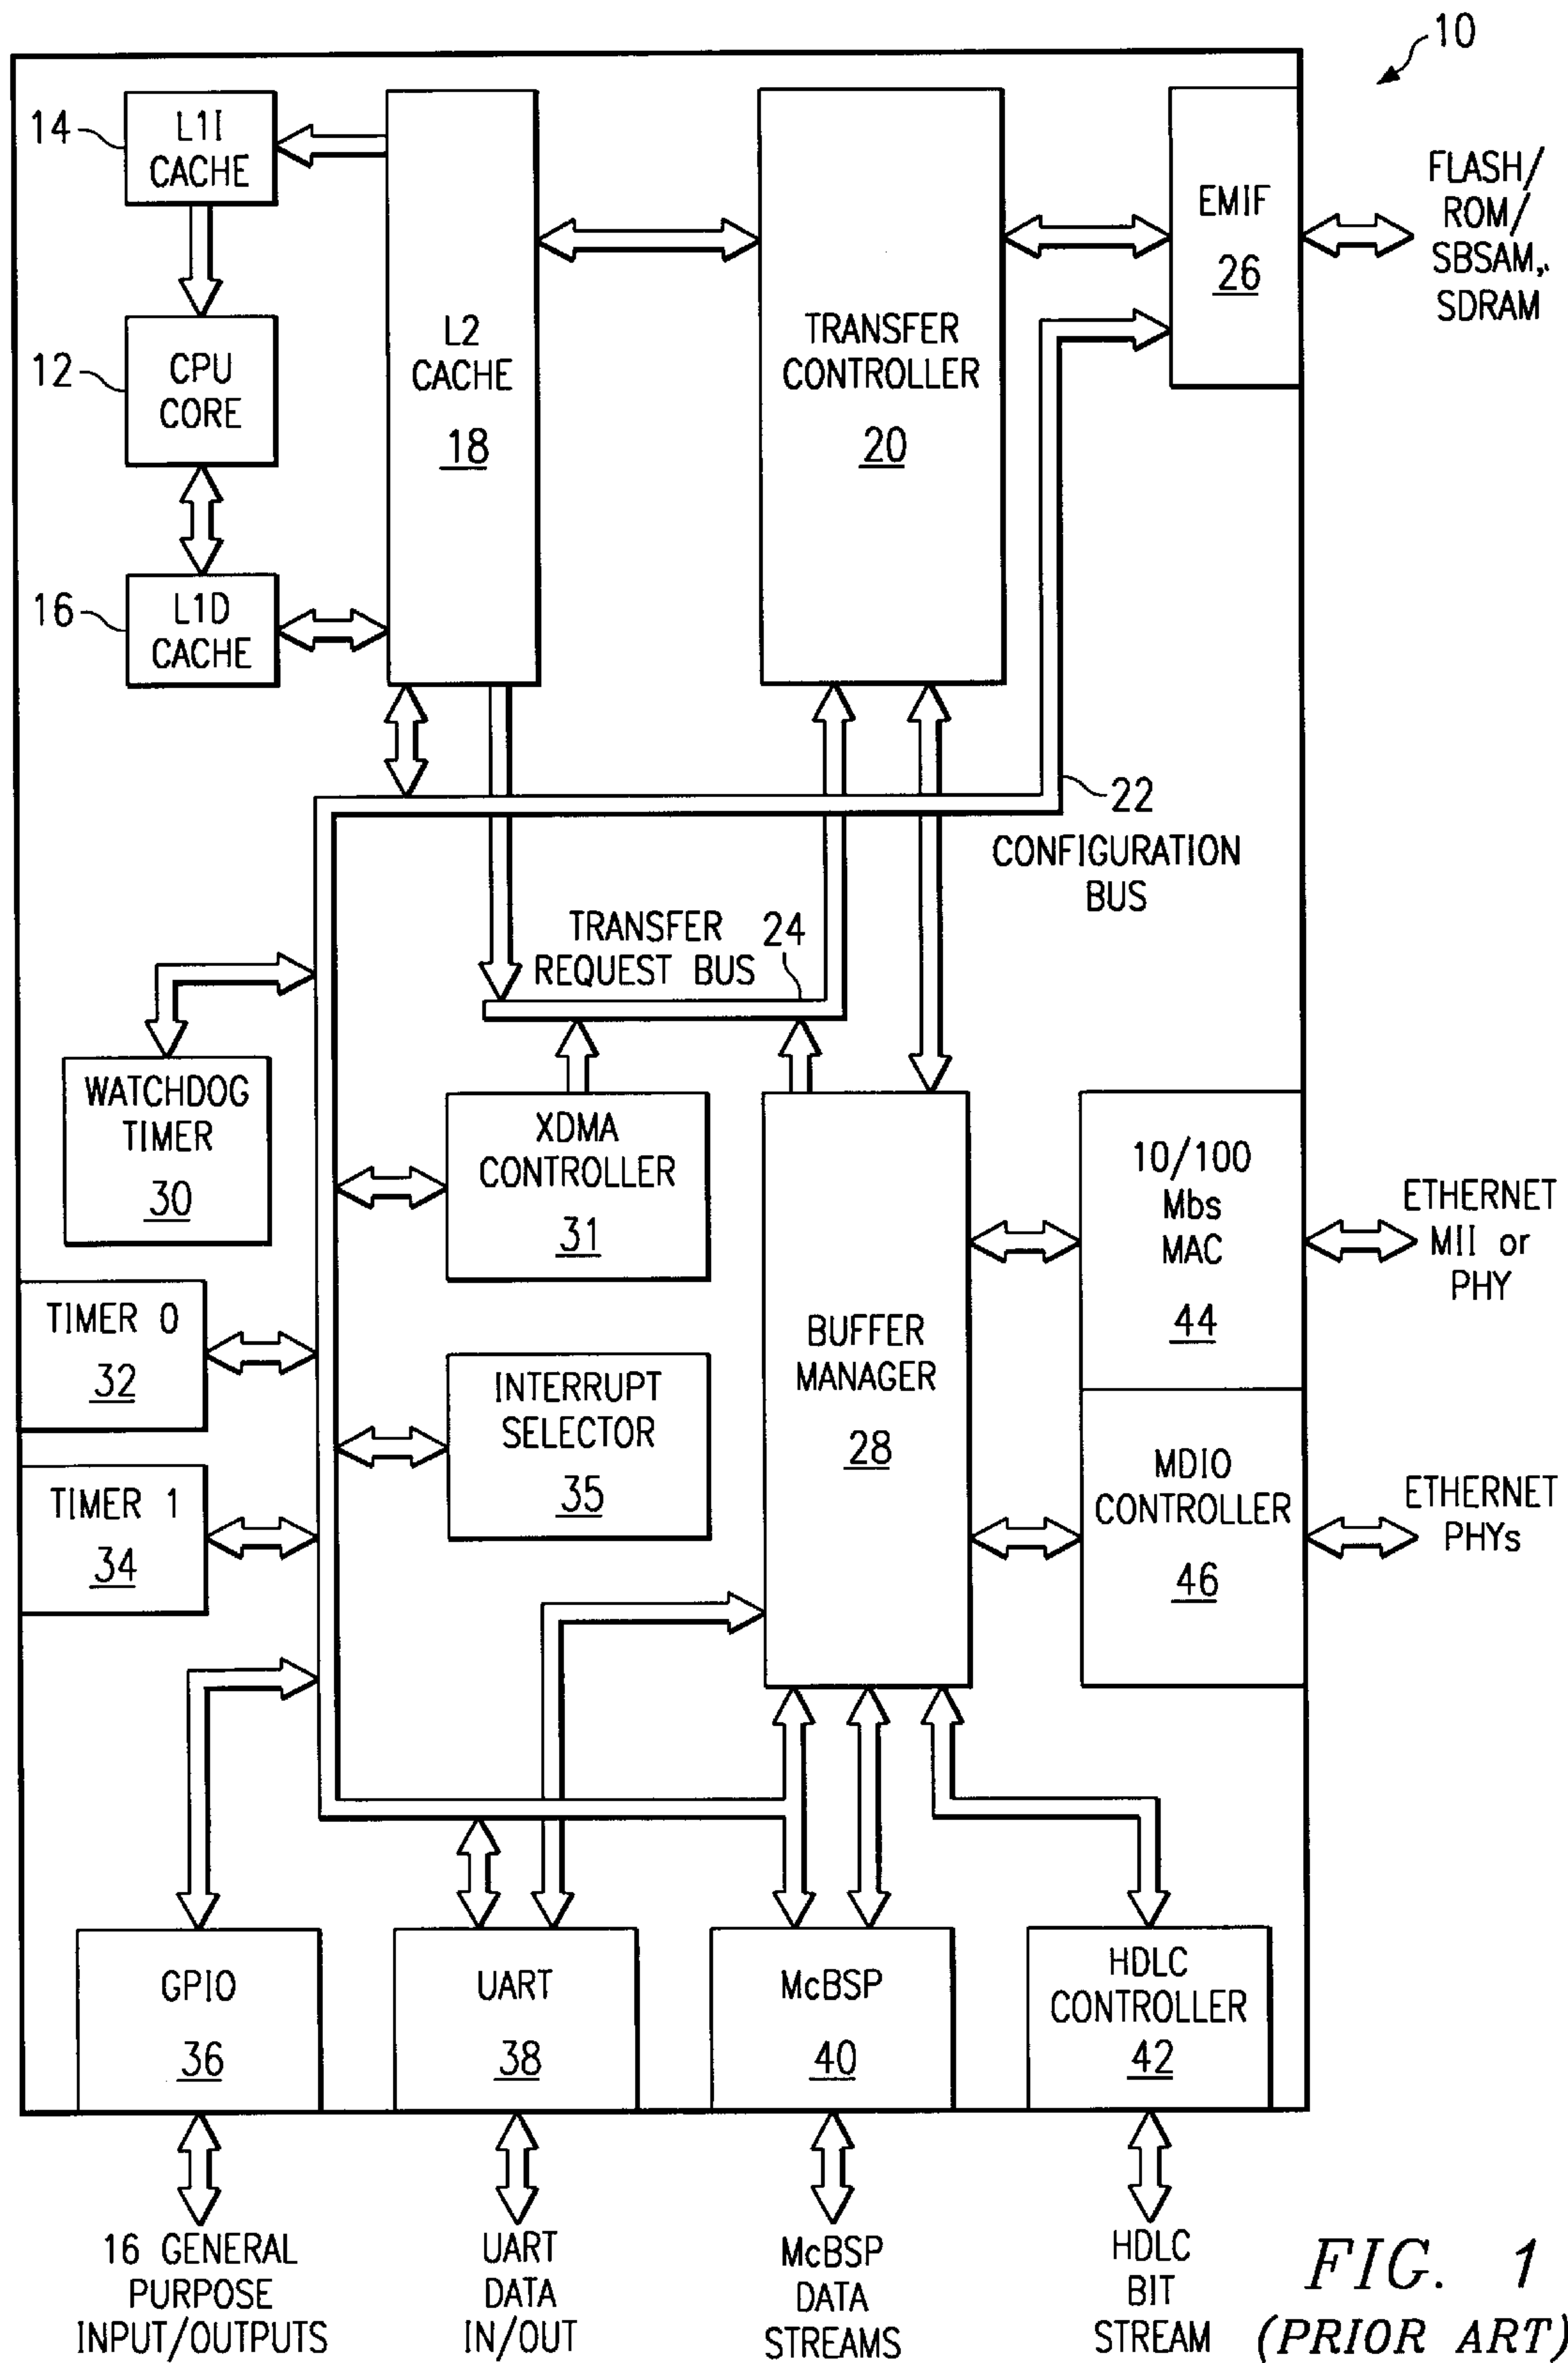 10
14
L1I
CACHE
12
CPU
CORE
16
L1D
CACHE
L2
CACHE
18
TRANSFER
CONTROLLER
20
EMIF
26
FLASH/
ROM/
SBSAM,
SDRAM
22
CONFIGURATION
BUS
TRANSFER
REQUEST BUS
24
WATCHDOG
TIMER
30
XDMA
CONTROLLER
31
10/100
Mbs
MAC
44
ETHERNET
MII or
PHY
TIMER 0
32
INTERRUPT
SELECTOR
35
BUFFER
MANAGER
28
TIMER 1
34
MDIO
CONTROLLER
46
ETHERNET
PHYs
GPIO
36
UART
38
McBSP
40
HDLC
CONTROLLER
42
16 GENERAL
PURPOSE
INPUT/OUTPUTS
UART
DATA
IN/OUT
McBSP
DATA
STREAMS
HDLC
BIT
STREAM
FIG. 1
(PRIOR ART)